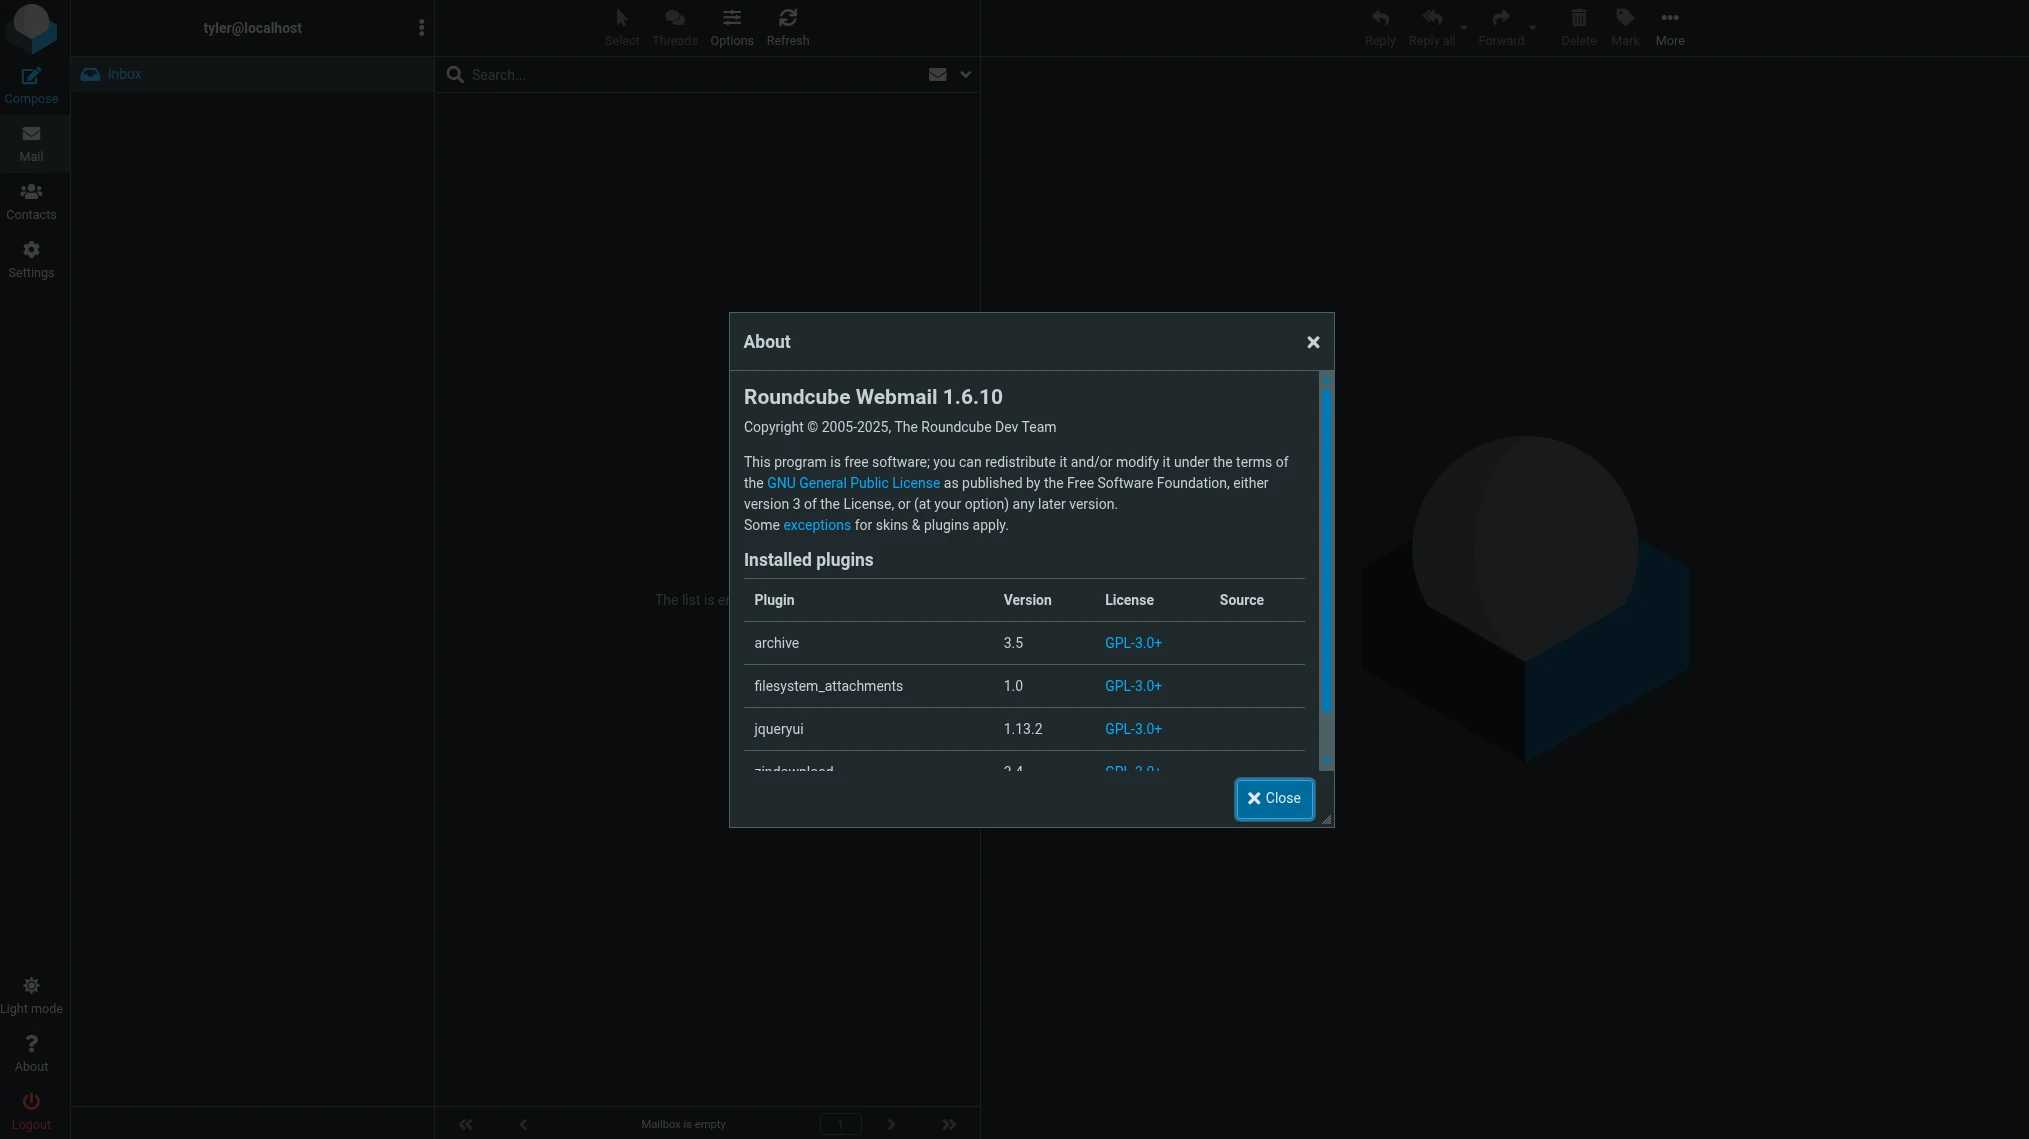 tyler@localhost
Select
Threads
Options
Refresh
Reply
Reply all
Forward
Delete
Mark
More
Compose
Mail
Contacts
Settings
Inbox
Search...
The list is
About
Roundcube Webmail 1.6.10
Copyright © 2005-2025, The Roundcube Dev Team
This program is free software; you can redistribute it and/or modify it under the terms of
the GNU General Public License as published by the Free Software Foundation, either
version 3 of the License, or (at your option) any later version.
Some exceptions for skins & plugins apply.
Installed plugins
Plugin Version License Source
archive 3.5 GPL-3.0+
filesystem_attachments 1.0 GPL-3.0+
jqueryui 1.13.2 GPL-3.0+
Close
Light mode
About
Logout
Mailbox is empty
1